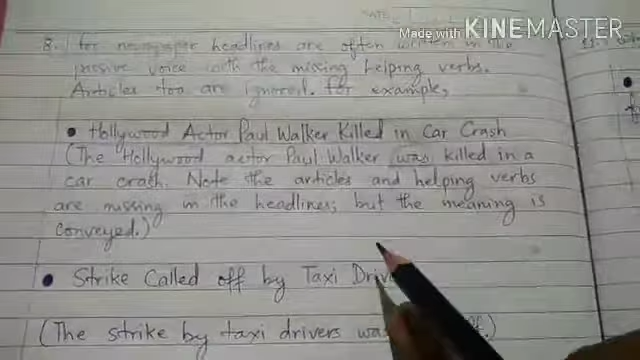 Made with KINEMASTER
DATE
8. For newspaper headlines are often written in the
passive voice with the missing helping verbs.
Articles too are ignored. For example,
• Hollywood Actor Paul Walker Killed in Car Crash
(The Hollywood actor Paul Walker was killed in a
car crash. Note the articles and helping verbs
are missing in the headlines, but the meaning is
conveyed.)
• Strike Called off by Taxi
(The strike by taxi drivers was